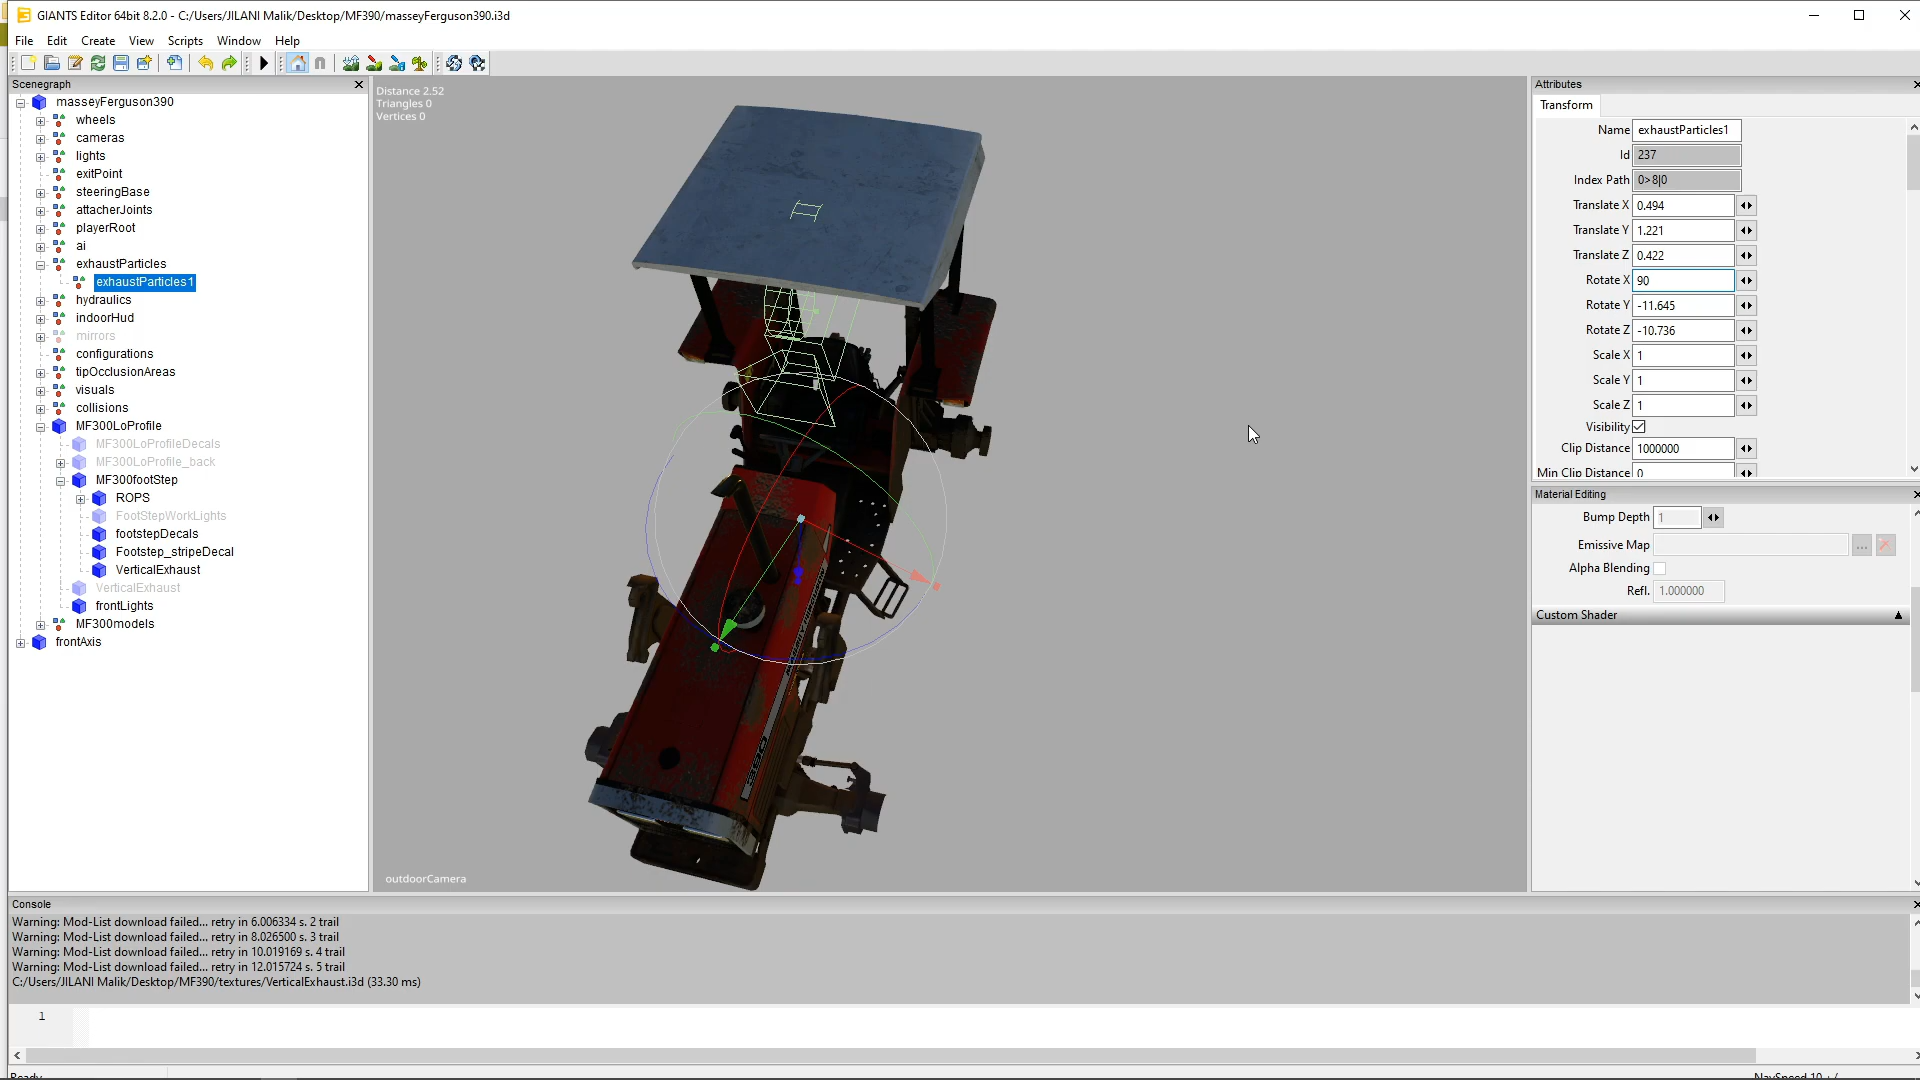 GIANTS Editor 64bit 8.2.0 - C:/Users/JILANI Malik/Desktop/MF390/masseyFerguson390.i3d
File Edit Create View Scripts Window Help
Scenegraph
masseyFerguson390
wheels
cameras
lights
exitPoint
steeringBase
attacherJoints
playerRoot
ai
exhaustParticles
exhaustParticles1
hydraulics
indoorHud
mirrors
configurations
tipOcclusionAreas
visuals
collisions
MF300LoProfile
MF300LoProfileDecals
MF300LoProfile_back
MF300footStep
ROPS
FootStepWorkLights
footstepDecals
Footstep_stripeDecal
VerticalExhaust
VerticalExhaust
frontLights
MF300models
frontAxis
Distance 2.52
Triangles 0
Vertices 0
390
outdoorCamera
Attributes
Transform
Name exhaustParticles1
Id 237
Index Path 0>8|0
Translate X 0.494
Translate Y 1.221
Translate Z 0.422
Rotate X 90
Rotate Y -11.645
Rotate Z -10.736
Scale X 1
Scale Y 1
Scale Z 1
Visibility
Clip Distance 1000000
Min Clip Distance 0
Material Editing
Bump Depth 1
Emissive Map ...
Alpha Blending
Refl. 1.000000
Custom Shader
Console
Warning: Mod-List download failed... retry in 6.006334 s. 2 trail
Warning: Mod-List download failed... retry in 8.026500 s. 3 trail
Warning: Mod-List download failed... retry in 10.019169 s. 4 trail
Warning: Mod-List download failed... retry in 12.015724 s. 5 trail
C:/Users/JILANI Malik/Desktop/MF390/textures/VerticalExhaust.i3d (33.30 ms)
1
Ready
NavSpeed 10 +/